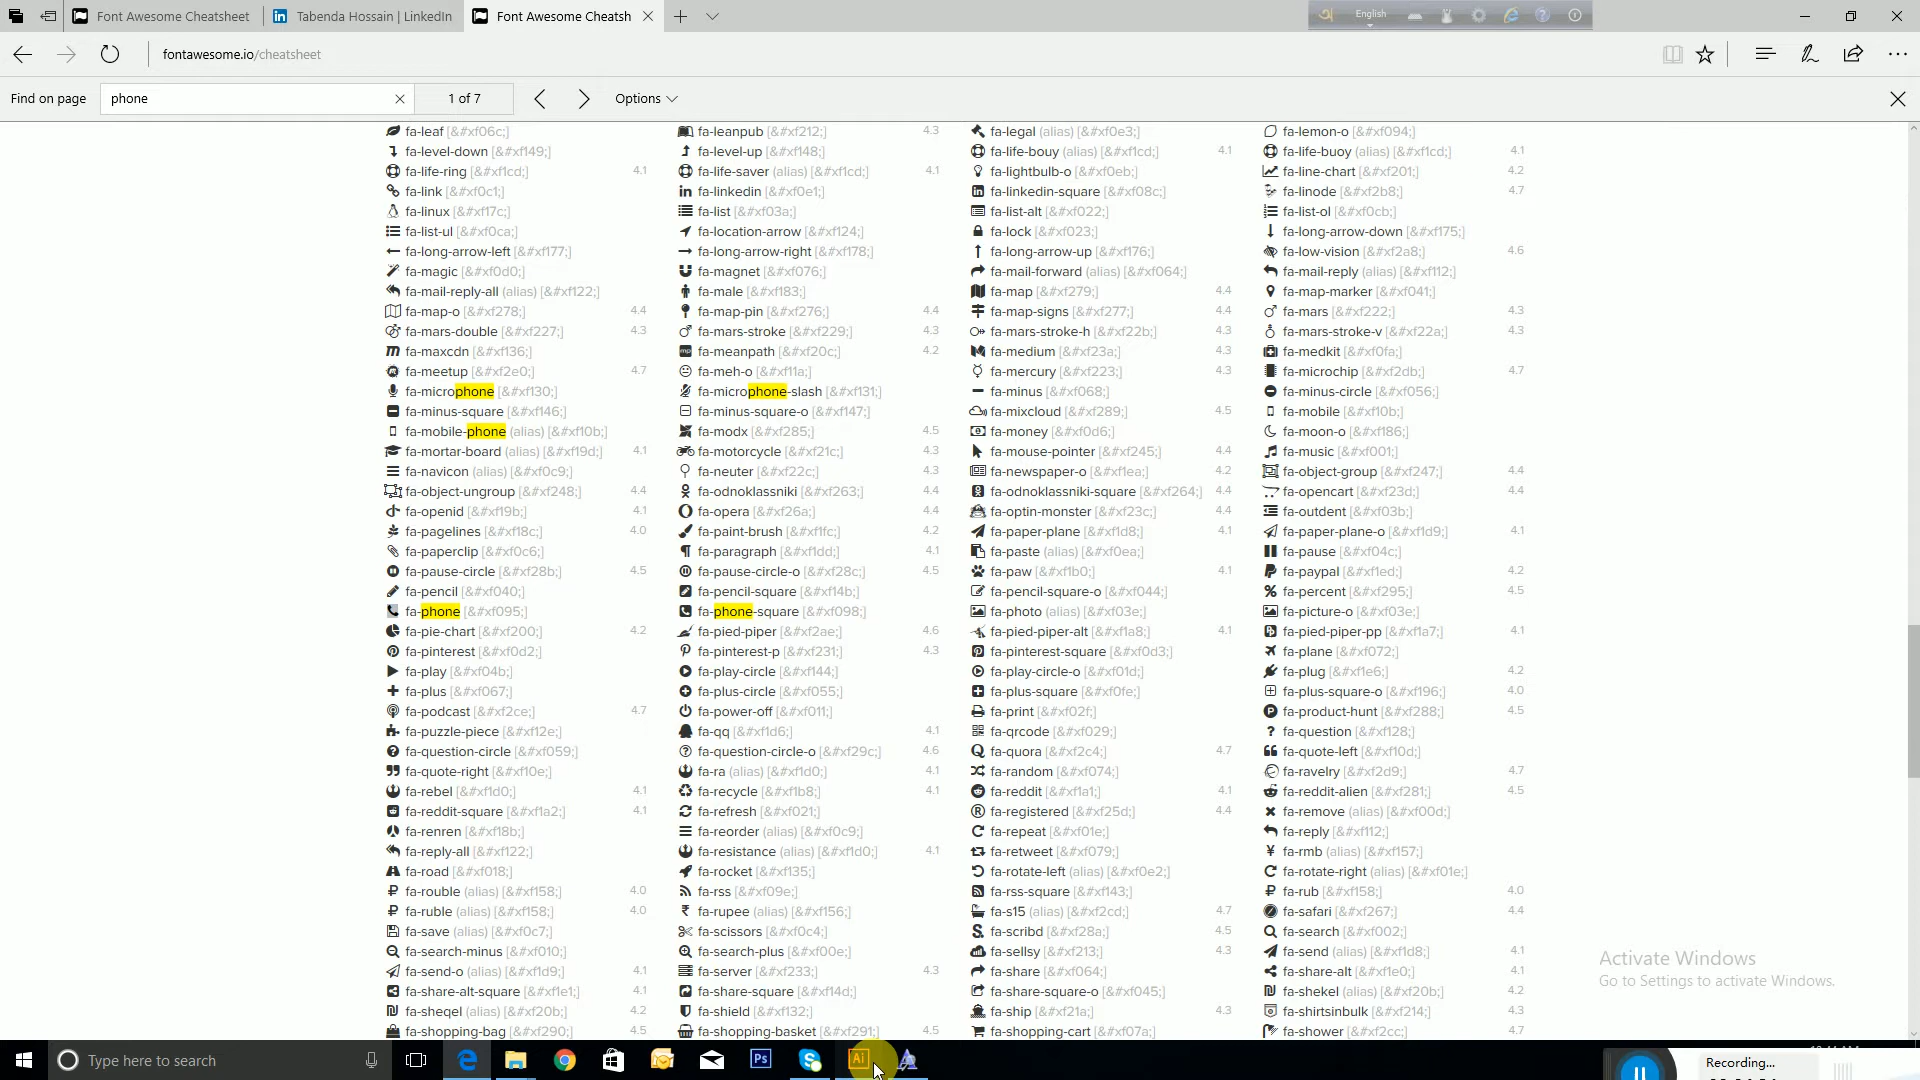 Font Awesome Cheatsheet
Tabenda Hossain | LinkedIn
Font Awesome Cheatsh
English
fontawesome.io/cheatsheet
Find on page
phone
1 of 7
Options
fa-leaf [&#xf06c;] fa-leanpub [&#xf212;] 4.3 fa-legal (alias) [&#xf0e3;] fa-lemon-o [&#xf094;]
fa-level-down [&#xf149;] fa-level-up [&#xf148;] fa-life-bouy (alias) [&#xf1cd;] 4.1 fa-life-buoy (alias) [&#xf1cd;] 4.1
fa-life-ring [&#xf1cd;] 4.1 fa-life-saver (alias) [&#xf1cd;] 4.1 fa-lightbulb-o [&#xf0eb;] fa-line-chart [&#xf201;] 4.2
fa-link [&#xf0c1;] fa-linkedin [&#xf0e1;] fa-linkedin-square [&#xf08c;] fa-linode [&#xf2b8;] 4.7
fa-linux [&#xf17c;] fa-list [&#xf03a;] fa-list-alt [&#xf022;] fa-list-ol [&#xf0cb;]
fa-list-ul [&#xf0ca;] fa-location-arrow [&#xf124;] fa-lock [&#xf023;] fa-long-arrow-down [&#xf175;]
fa-long-arrow-left [&#xf177;] fa-long-arrow-right [&#xf178;] fa-long-arrow-up [&#xf176;] fa-low-vision [&#xf2a8;] 4.6
fa-magic [&#xf0d0;] fa-magnet [&#xf076;] fa-mail-forward (alias) [&#xf064;] fa-mail-reply (alias) [&#xf112;]
fa-mail-reply-all (alias) [&#xf122;] fa-male [&#xf183;] fa-map [&#xf279;] 4.4 fa-map-marker [&#xf041;]
fa-map-o [&#xf278;] 4.4 fa-map-pin [&#xf276;] 4.4 fa-map-signs [&#xf277;] 4.4 fa-mars [&#xf222;] 4.3
fa-mars-double [&#xf227;] 4.3 fa-mars-stroke [&#xf229;] 4.3 fa-mars-stroke-h [&#xf22b;] 4.3 fa-mars-stroke-v [&#xf22a;] 4.3
fa-maxcdn [&#xf136;] fa-meanpath [&#xf20c;] 4.2 fa-medium [&#xf23a;] 4.3 fa-medkit [&#xf0fa;]
fa-meetup [&#xf2e0;] 4.7 fa-meh-o [&#xf11a;] fa-mercury [&#xf223;] 4.3 fa-microchip [&#xf2db;] 4.7
fa-microphone [&#xf130;] fa-microphone-slash [&#xf131;] fa-minus [&#xf068;] fa-minus-circle [&#xf056;]
fa-minus-square [&#xf146;] fa-minus-square-o [&#xf147;] fa-mixcloud [&#xf289;] 4.5 fa-mobile [&#xf10b;]
fa-mobile-phone (alias) [&#xf10b;] fa-modx [&#xf285;] 4.5 fa-money [&#xf0d6;] fa-moon-o [&#xf186;]
fa-mortar-board (alias) [&#xf19d;] 4.1 fa-motorcycle [&#xf21c;] 4.3 fa-mouse-pointer [&#xf245;] 4.4 fa-music [&#xf001;]
fa-navicon (alias) [&#xf0c9;] fa-neuter [&#xf22c;] 4.3 fa-newspaper-o [&#xf1ea;] 4.2 fa-object-group [&#xf247;] 4.4
fa-object-ungroup [&#xf248;] 4.4 fa-odnoklassniki [&#xf263;] 4.4 fa-odnoklassniki-square [&#xf264;] 4.4 fa-opencart [&#xf23d;] 4.4
fa-openid [&#xf19b;] 4.1 fa-opera [&#xf26a;] 4.4 fa-optin-monster [&#xf23c;] 4.4 fa-outdent [&#xf03b;]
fa-pagelines [&#xf18c;] 4.0 fa-paint-brush [&#xf1fc;] 4.2 fa-paper-plane [&#xf1d8;] 4.1 fa-paper-plane-o [&#xf1d9;] 4.1
fa-paperclip [&#xf0c6;] fa-paragraph [&#xf1dd;] 4.1 fa-paste (alias) [&#xf0ea;] fa-pause [&#xf04c;]
fa-pause-circle [&#xf28b;] 4.5 fa-pause-circle-o [&#xf28c;] 4.5 fa-paw [&#xf1b0;] 4.1 fa-paypal [&#xf1ed;] 4.2
fa-pencil [&#xf040;] fa-pencil-square [&#xf14b;] fa-pencil-square-o [&#xf044;] fa-percent [&#xf295;] 4.5
fa-phone [&#xf095;] fa-phone-square [&#xf098;] fa-photo (alias) [&#xf03e;] fa-picture-o [&#xf03e;]
fa-pie-chart [&#xf200;] 4.2 fa-pied-piper [&#xf2ae;] 4.6 fa-pied-piper-alt [&#xf1a8;] 4.1 fa-pied-piper-pp [&#xf1a7;] 4.1
fa-pinterest [&#xf0d2;] fa-pinterest-p [&#xf231;] 4.3 fa-pinterest-square [&#xf0d3;] fa-plane [&#xf072;]
fa-play [&#xf04b;] fa-play-circle [&#xf144;] fa-play-circle-o [&#xf01d;] fa-plug [&#xf1e6;] 4.2
fa-plus [&#xf067;] fa-plus-circle [&#xf055;] fa-plus-square [&#xf0fe;] fa-plus-square-o [&#xf196;] 4.0
fa-podcast [&#xf2ce;] 4.7 fa-power-off [&#xf011;] fa-print [&#xf02f;] fa-product-hunt [&#xf288;] 4.5
fa-puzzle-piece [&#xf12e;] fa-qq [&#xf1d6;] 4.1 fa-qrcode [&#xf029;] fa-question [&#xf128;]
fa-question-circle [&#xf059;] fa-question-circle-o [&#xf29c;] 4.6 fa-quora [&#xf2c4;] 4.7 fa-quote-left [&#xf10d;]
fa-quote-right [&#xf10e;] fa-ra (alias) [&#xf1d0;] 4.1 fa-random [&#xf074;] fa-ravelry [&#xf2d9;] 4.7
fa-rebel [&#xf1d0;] 4.1 fa-recycle [&#xf1b8;] 4.1 fa-reddit [&#xf1a1;] 4.1 fa-reddit-alien [&#xf281;] 4.5
fa-reddit-square [&#xf1a2;] 4.1 fa-refresh [&#xf021;] fa-registered [&#xf25d;] 4.4 fa-remove (alias) [&#xf00d;]
fa-renren [&#xf18b;] fa-reorder (alias) [&#xf0c9;] fa-repeat [&#xf01e;] fa-reply [&#xf112;]
fa-reply-all [&#xf122;] fa-resistance (alias) [&#xf1d0;] 4.1 fa-retweet [&#xf079;] fa-rmb (alias) [&#xf157;]
fa-road [&#xf018;] fa-rocket [&#xf135;] fa-rotate-left (alias) [&#xf0e2;] fa-rotate-right (alias) [&#xf01e;]
fa-rouble (alias) [&#xf158;] 4.0 fa-rss [&#xf09e;] fa-rss-square [&#xf143;] fa-rub [&#xf158;] 4.0
fa-ruble (alias) [&#xf158;] 4.0 fa-rupee (alias) [&#xf156;] fa-s15 (alias) [&#xf2cd;] 4.7 fa-safari [&#xf267;] 4.4
fa-save (alias) [&#xf0c7;] fa-scissors [&#xf0c4;] fa-scribd [&#xf28a;] 4.5 fa-search [&#xf002;]
fa-search-minus [&#xf010;] fa-search-plus [&#xf00e;] fa-sellsy [&#xf213;] 4.3 fa-send (alias) [&#xf1d8;] 4.1
fa-send-o (alias) [&#xf1d9;] 4.1 fa-server [&#xf233;] 4.3 fa-share [&#xf064;] fa-share-alt [&#xf1e0;] 4.1
fa-share-alt-square [&#xf1e1;] 4.1 fa-share-square [&#xf14d;] fa-share-square-o [&#xf045;] fa-shekel (alias) [&#xf20b;] 4.2
fa-sheqel (alias) [&#xf20b;] 4.2 fa-shield [&#xf132;] fa-ship [&#xf21a;] 4.3 fa-shirtsinbulk [&#xf214;] 4.3
fa-shopping-bag [&#xf290;] 4.5 fa-shopping-basket [&#xf291;] 4.5 fa-shopping-cart [&#xf07a;] fa-shower [&#xf2cc;] 4.7
Activate Windows
Go to Settings to activate Windows.
Type here to search
Ps
Ai
Recording...